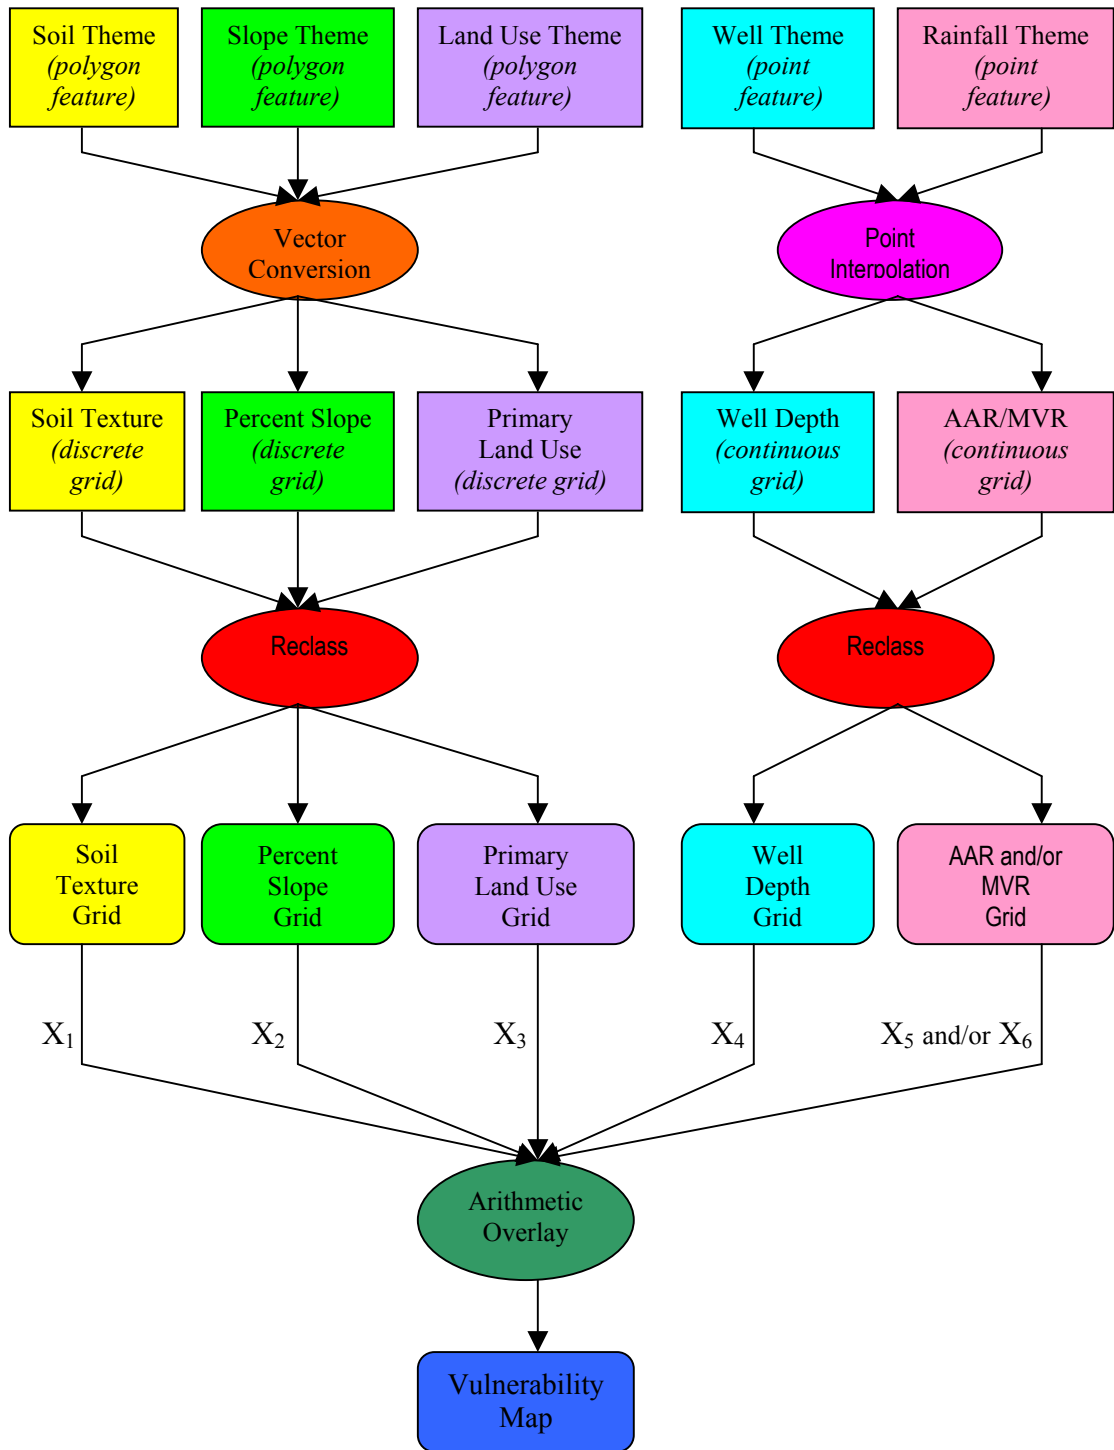 Soil Theme
(polygon
feature)
Slope Theme
(polygon
feature)
Land Use Theme
(polygon
feature)
Well Theme
(point
feature)
Rainfall Theme
(point
feature)
Vector
Conversion
Point
Interpolation
Soil Texture
(discrete
grid)
Percent Slope
(discrete
grid)
Primary
Land Use
(discrete grid)
Well Depth
(continuous
grid)
AAR/MVR
(continuous
grid)
Reclass
Reclass
Soil
Texture
Grid
Percent
Slope
Grid
Primary
Land Use
Grid
Well
Depth
Grid
AAR and/or
MVR
Grid
X₁
X₂
X₃
X₄
X₅ and/or X₆
Arithmetic
Overlay
Vulnerability
Map